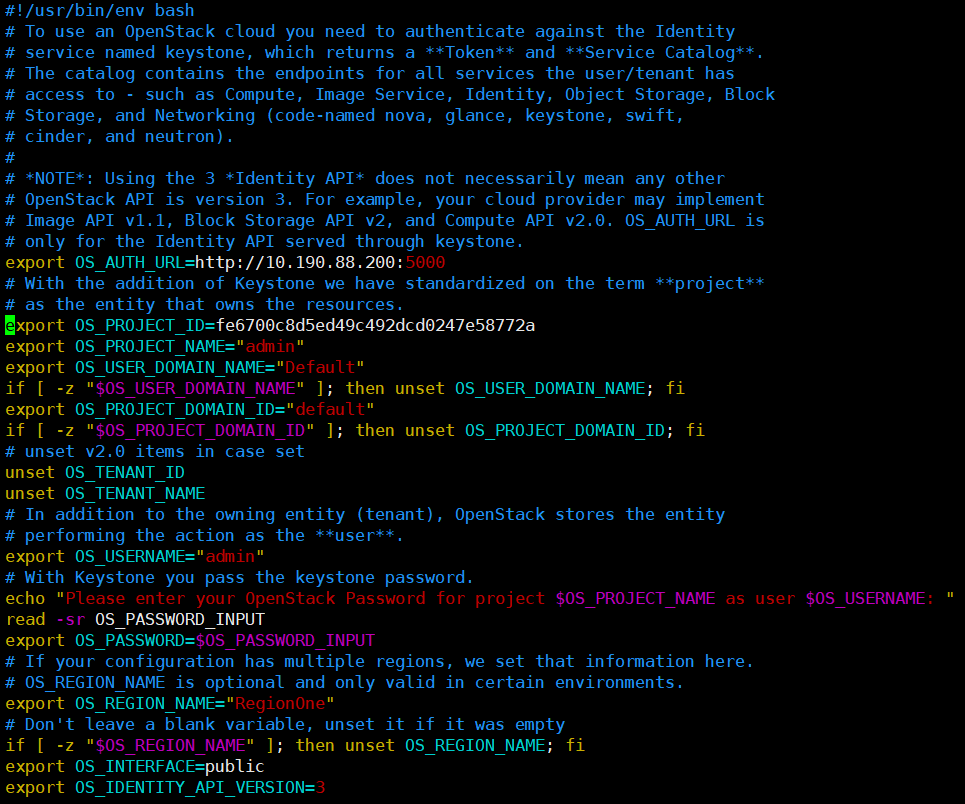 #!/usr/bin/env bash
# To use an OpenStack cloud you need to authenticate against the Identity
# service named keystone, which returns a **Token** and **Service Catalog**.
# The catalog contains the endpoints for all services the user/tenant has
# access to - such as Compute, Image Service, Identity, Object Storage, Block
# Storage, and Networking (code-named nova, glance, keystone, swift,
# cinder, and neutron).
#
# *NOTE*: Using the 3 *Identity API* does not necessarily mean any other
# OpenStack API is version 3. For example, your cloud provider may implement
# Image API v1.1, Block Storage API v2, and Compute API v2.0. OS_AUTH_URL is
# only for the Identity API served through keystone.
export OS_AUTH_URL=http://10.190.88.200:5000
# With the addition of Keystone we have standardized on the term **project**
# as the entity that owns the resources.
export OS_PROJECT_ID=fe6700c8d5ed49c492dcd0247e58772a
export OS_PROJECT_NAME="admin"
export OS_USER_DOMAIN_NAME="Default"
if [ -z "$OS_USER_DOMAIN_NAME" ]; then unset OS_USER_DOMAIN_NAME; fi
export OS_PROJECT_DOMAIN_ID="default"
if [ -z "$OS_PROJECT_DOMAIN_ID" ]; then unset OS_PROJECT_DOMAIN_ID; fi
# unset v2.0 items in case set
unset OS_TENANT_ID
unset OS_TENANT_NAME
# In addition to the owning entity (tenant), OpenStack stores the entity
# performing the action as the **user**.
export OS_USERNAME="admin"
# With Keystone you pass the keystone password.
echo "Please enter your OpenStack Password for project $OS_PROJECT_NAME as user $OS_USERNAME: "
read -sr OS_PASSWORD_INPUT
export OS_PASSWORD=$OS_PASSWORD_INPUT
# If your configuration has multiple regions, we set that information here.
# OS_REGION_NAME is optional and only valid in certain environments.
export OS_REGION_NAME="RegionOne"
# Don't leave a blank variable, unset it if it was empty
if [ -z "$OS_REGION_NAME" ]; then unset OS_REGION_NAME; fi
export OS_INTERFACE=public
export OS_IDENTITY_API_VERSION=3